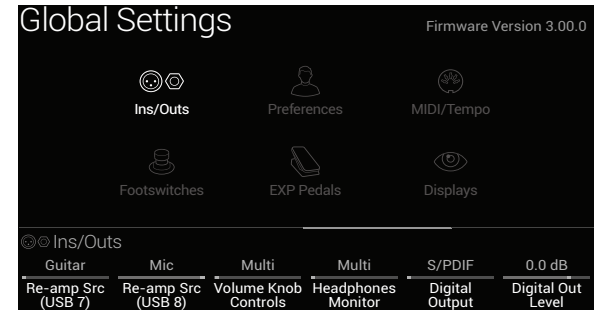 Global Settings
Firmware Version 3.00.0
Ins/Outs
Preferences
MIDI/Tempo
Footswitches
EXP Pedals
Displays
Ins/Outs
Guitar
Mic
Multi
Multi
S/PDIF
0.0 dB
Re-amp Src
(USB 7)
Re-amp Src
(USB 8)
Volume Knob
Controls
Headphones
Monitor
Digital
Output
Digital Out
Level